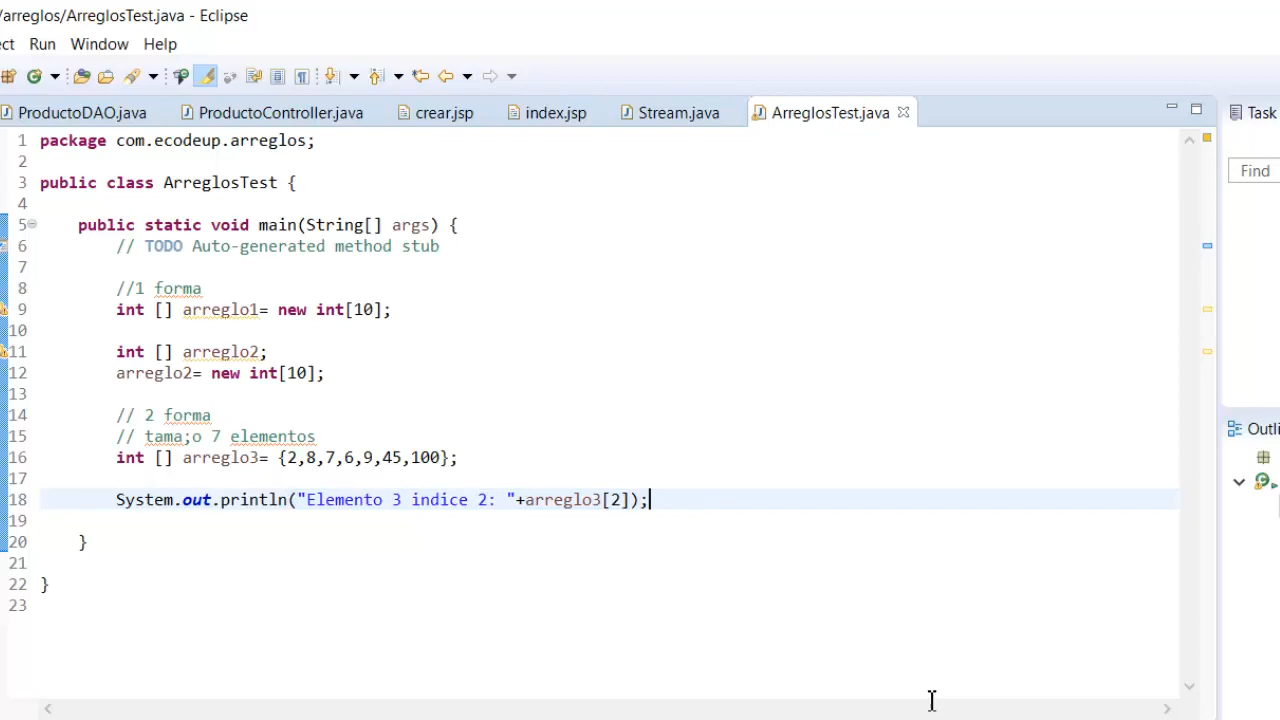 /arreglos/ArreglosTest.java - Eclipse
ct Run Window Help
ProductoDAO.java ProductoController.java crear.jsp index.jsp Stream.java ArreglosTest.java Task
Find
1 package com.ecodeup.arreglos;
2
3 public class ArreglosTest {
4
5 public static void main(String[] args) {
6 // TODO Auto-generated method stub
7
8 //1 forma
9 int [] arreglo1= new int[10];
10
11 int [] arreglo2;
12 arreglo2= new int[10];
13
14 // 2 forma
15 // tama;o 7 elementos
16 int [] arreglo3= {2,8,7,6,9,45,100};
17
18 System.out.println("Elemento 3 indice 2: "+arreglo3[2]);
19
20 }
21
22 }
23
Outli